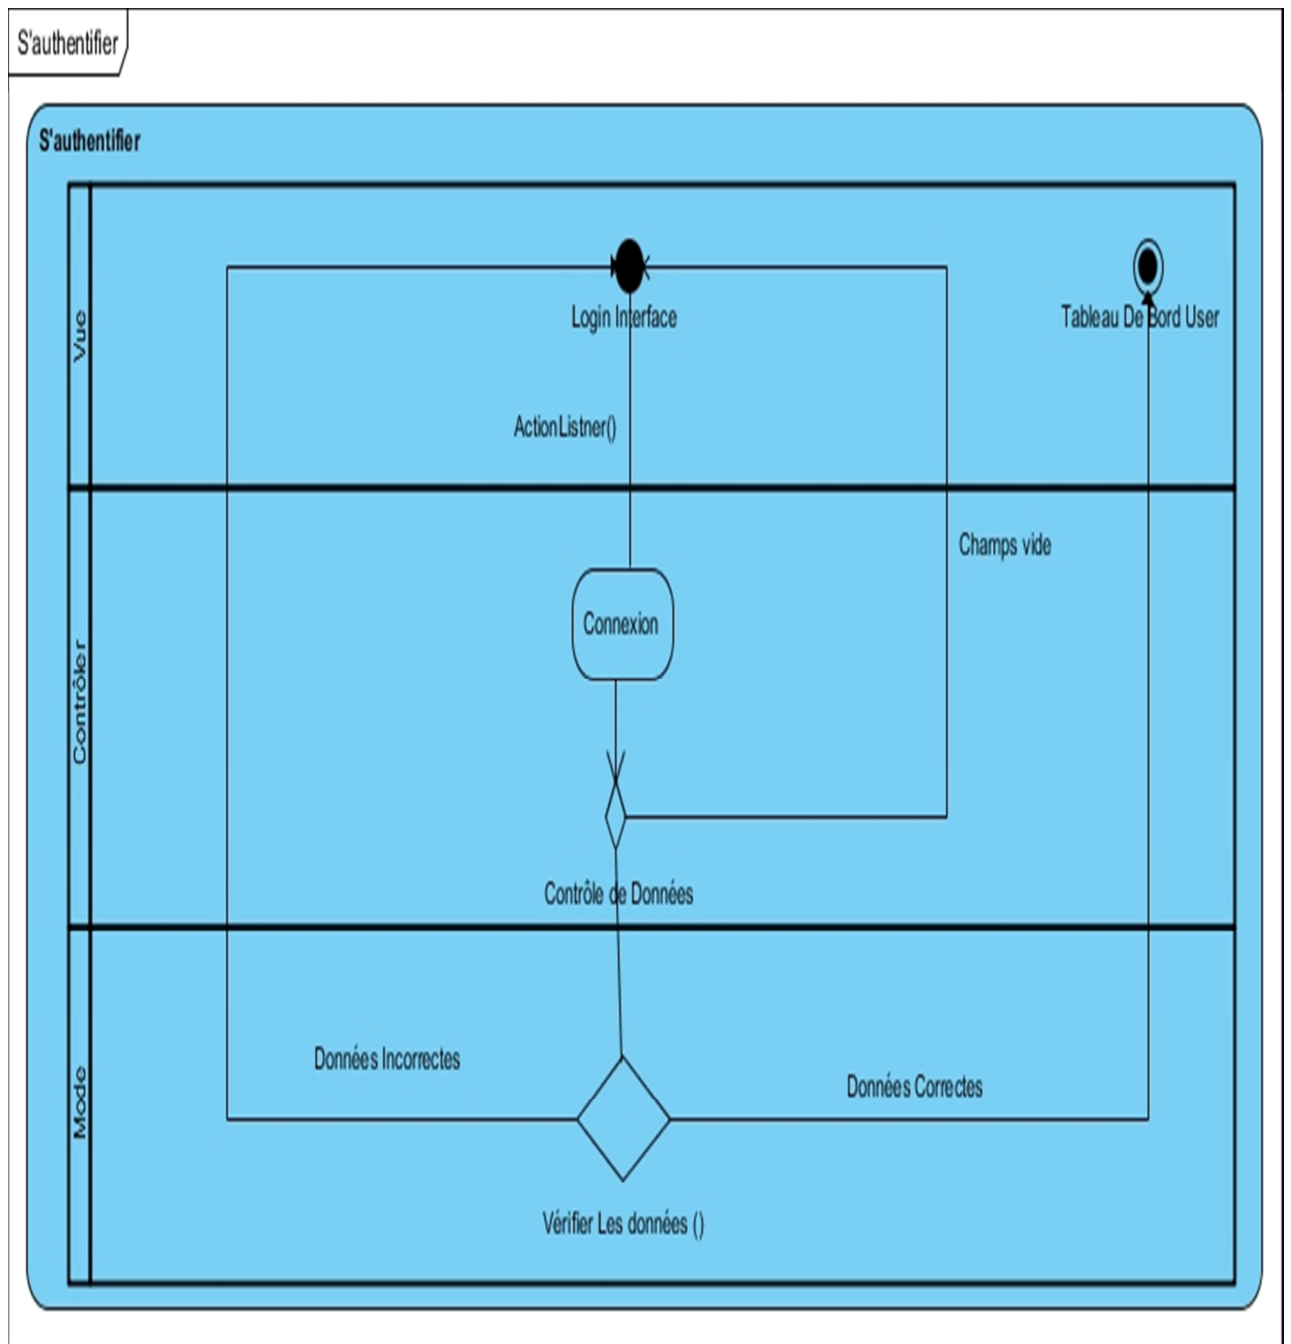 S'authentifier
S'authentifier
Vue
Login Interface
Tableau De Bord User
ActionListner()
Contrôler
Champs vide
Connexion
Contrôle de Données
Mode
Données Incorrectes
Données Correctes
Vérifier Les données ()